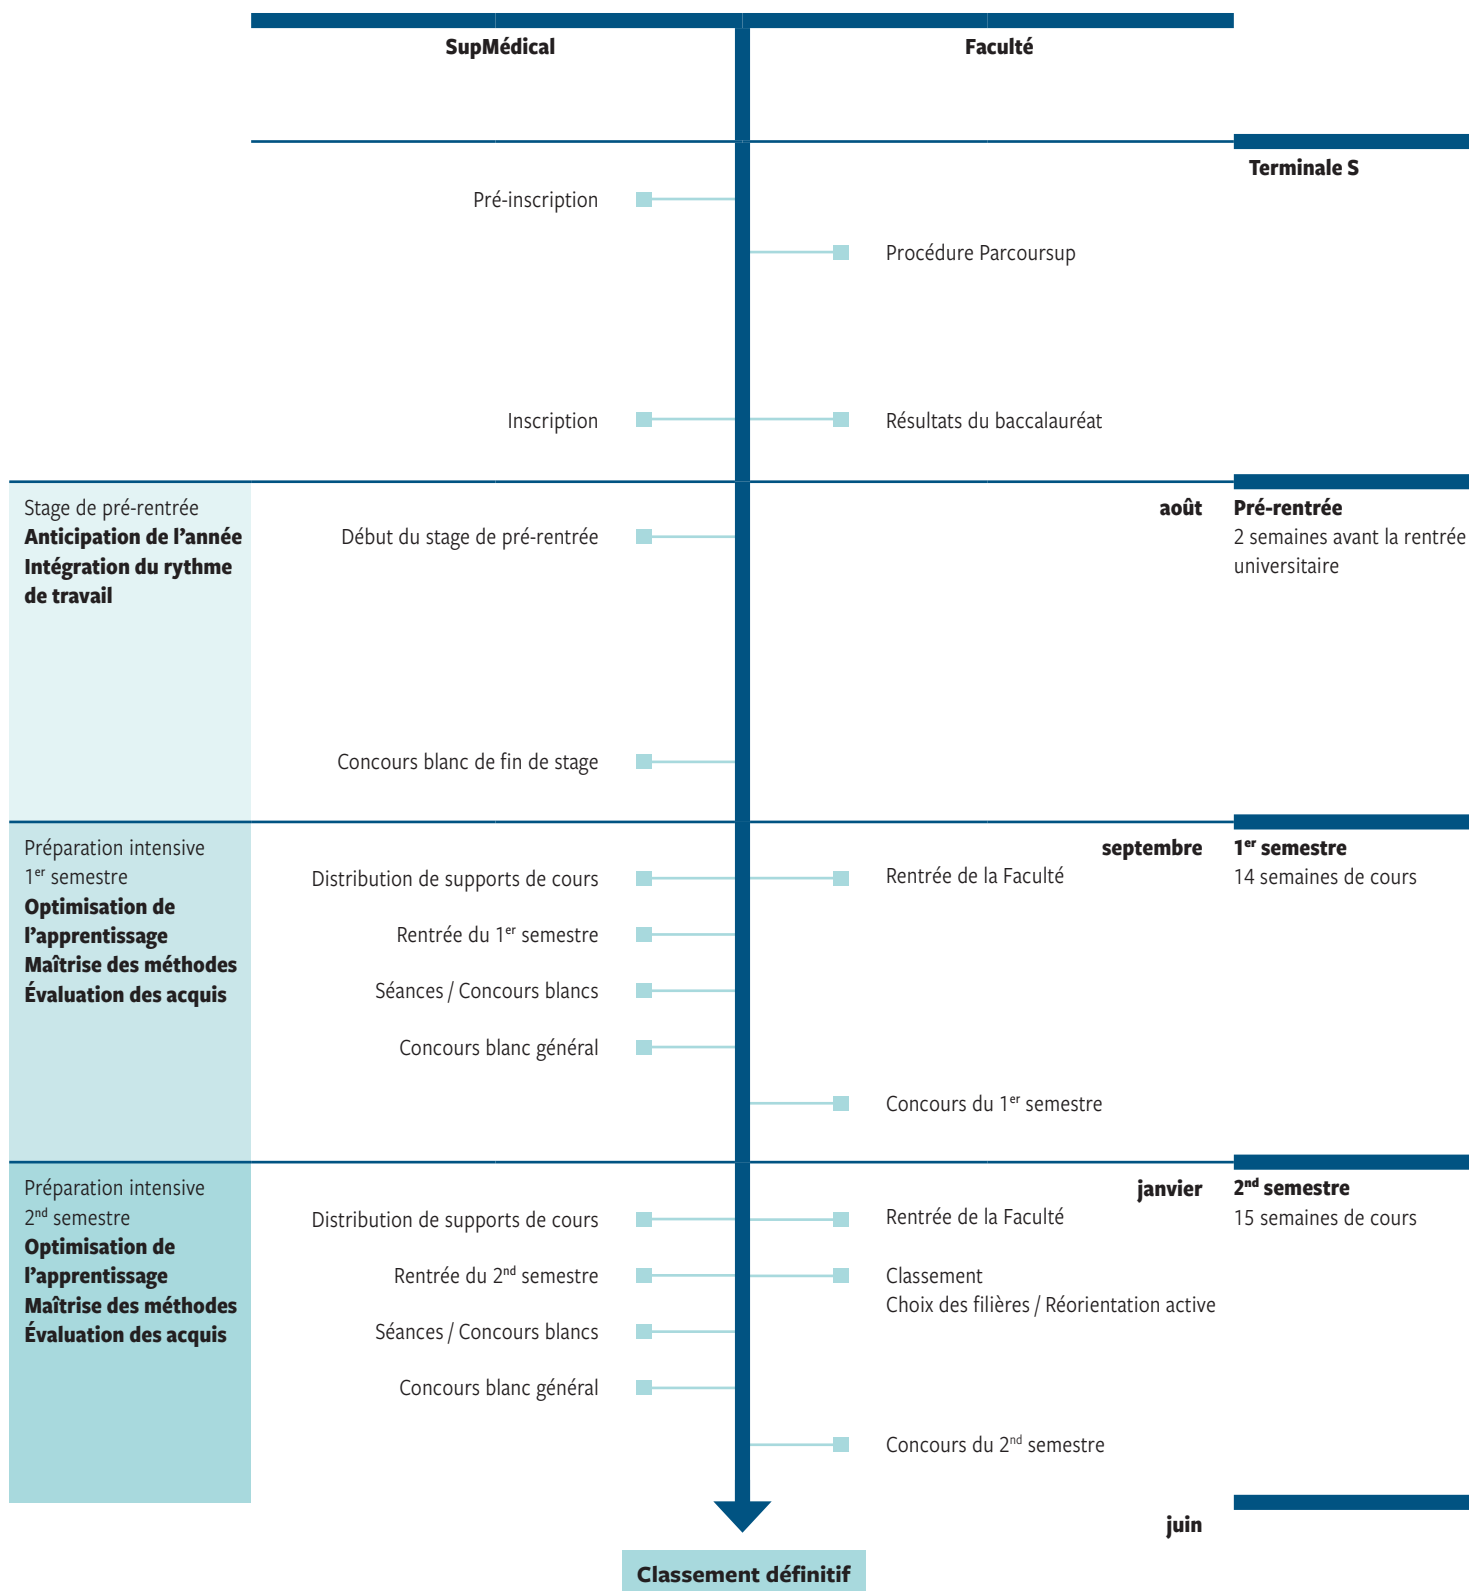 SupMédical
Faculté
Terminale S
Pré-inscription
Procédure Parcoursup
Inscription
Résultats du baccalauréat
Stage de pré-rentrée
Anticipation de l’année
Intégration du rythme
de travail
Début du stage de pré-rentrée
Concours blanc de fin de stage
août
Pré-rentrée
2 semaines avant la rentrée
universitaire
Préparation intensive
1er semestre
Optimisation de
l’apprentissage
Maîtrise des méthodes
Évaluation des acquis
Distribution de supports de cours
Rentrée du 1er semestre
Séances / Concours blancs
Concours blanc général
septembre
Rentrée de la Faculté
Concours du 1er semestre
1er semestre
14 semaines de cours
Préparation intensive
2nd semestre
Optimisation de
l’apprentissage
Maîtrise des méthodes
Évaluation des acquis
Distribution de supports de cours
Rentrée du 2nd semestre
Séances / Concours blancs
Concours blanc général
janvier
Rentrée de la Faculté
Classement
Choix des filières / Réorientation active
Concours du 2nd semestre
2nd semestre
15 semaines de cours
juin
Classement définitif